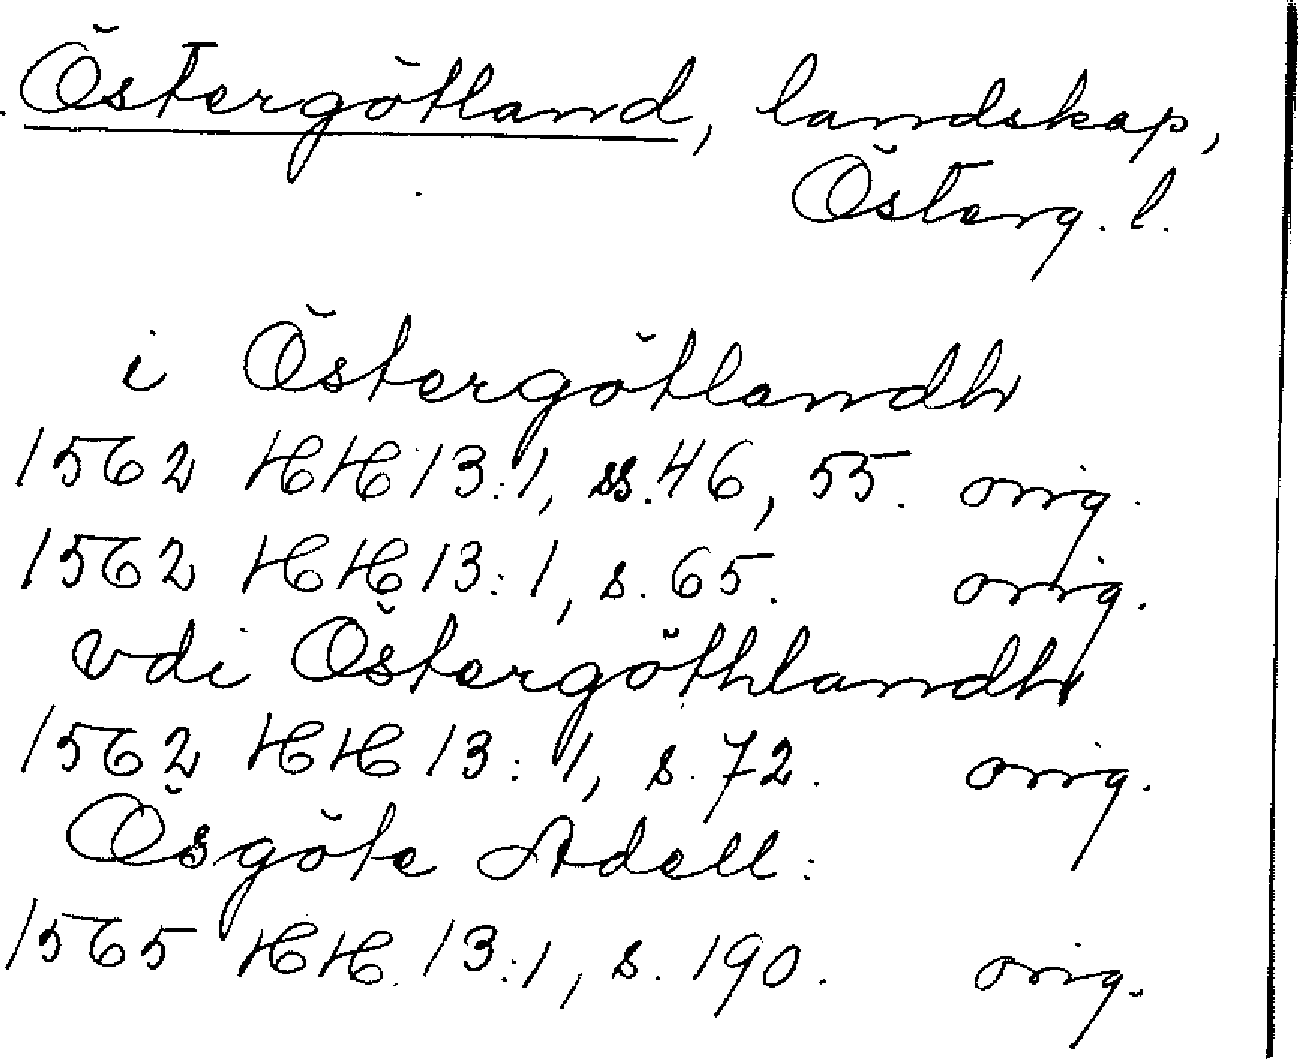 Östergötland, landskap,
Österg. l.
i Östergötlandh
1562 HH 13:1, ss. 46, 55. orig.
1562 HH 13:1, s. 65. orig.
vdi Östergöthlandh
1562 HH 13:1, s. 72. orig.
Ösgöte Adell:
1565 HH. 13:1, s. 190. orig.